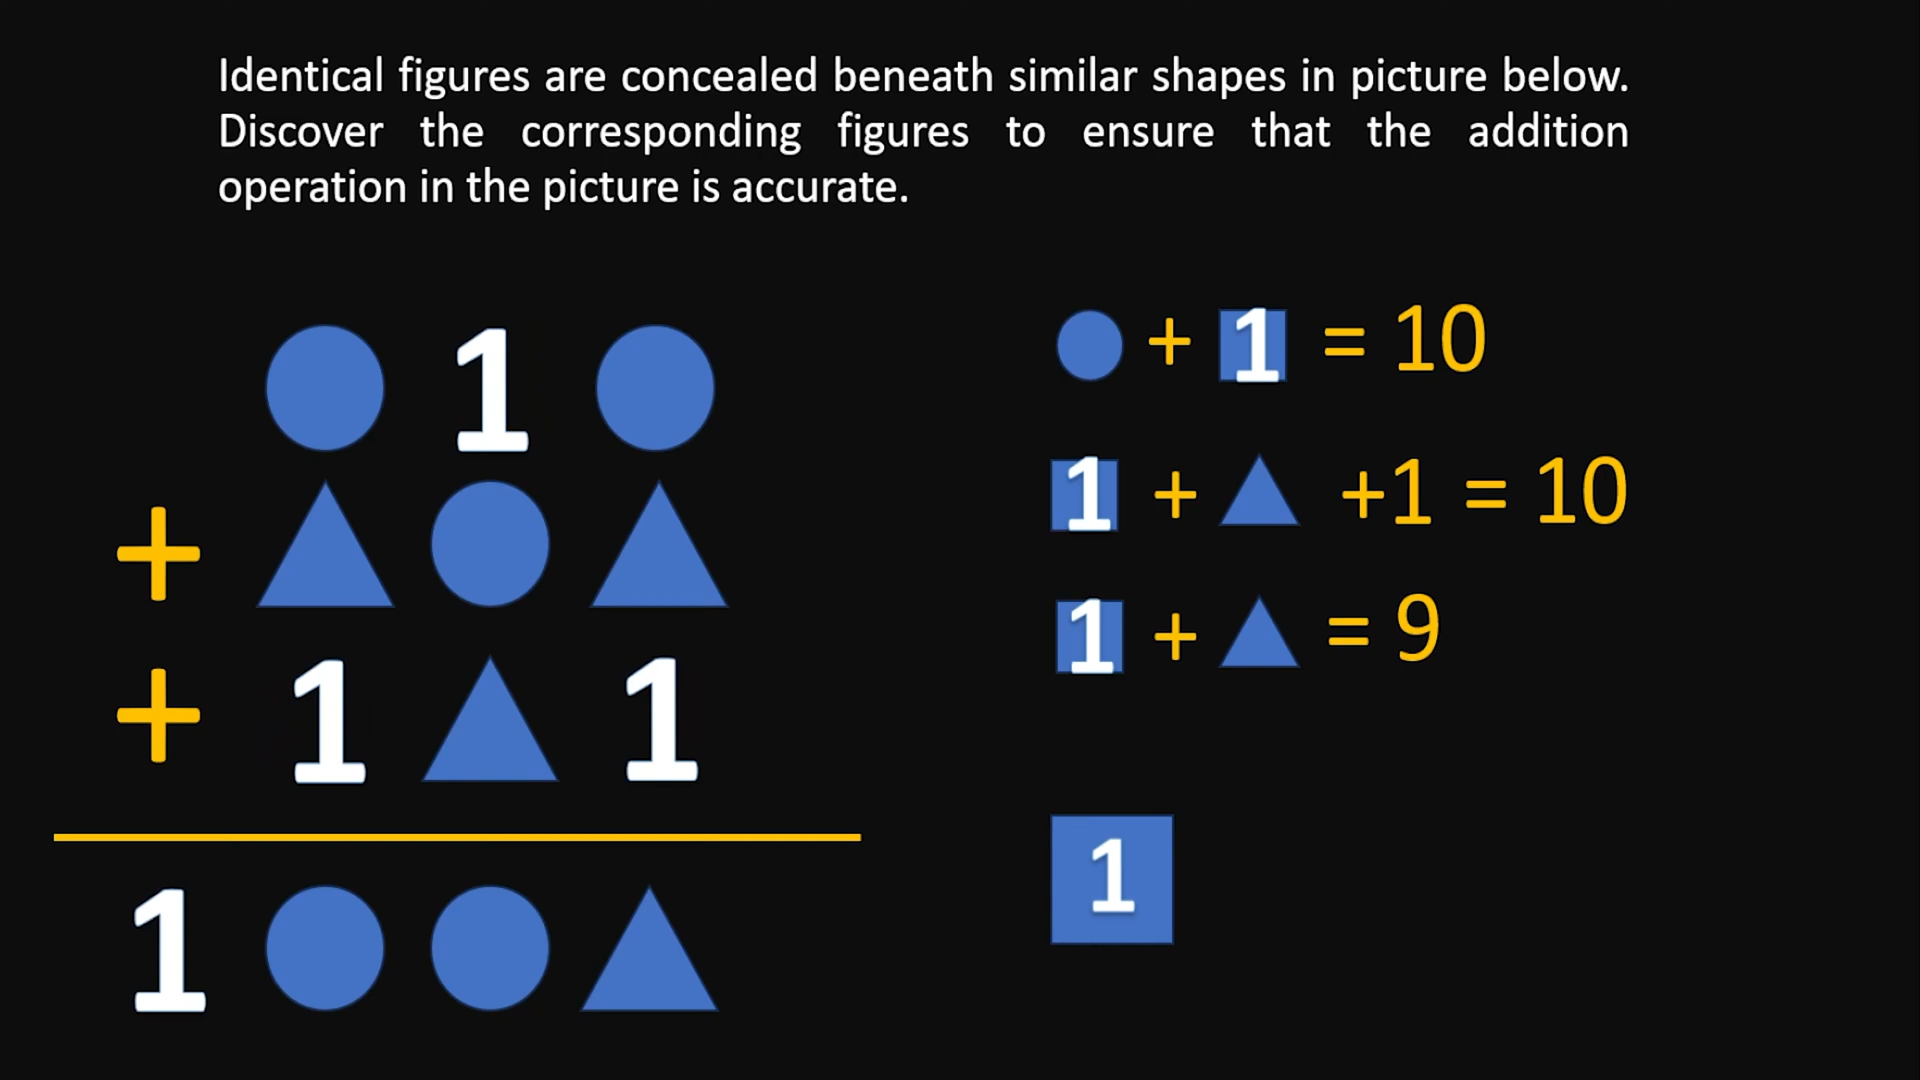 Identical figures are concealed beneath similar shapes in picture below.
Discover the corresponding figures to ensure that the addition
operation in the picture is accurate.
1
+
+ 1 1
1
+ 1 = 10
1 + +1 = 10
1 + = 9
1